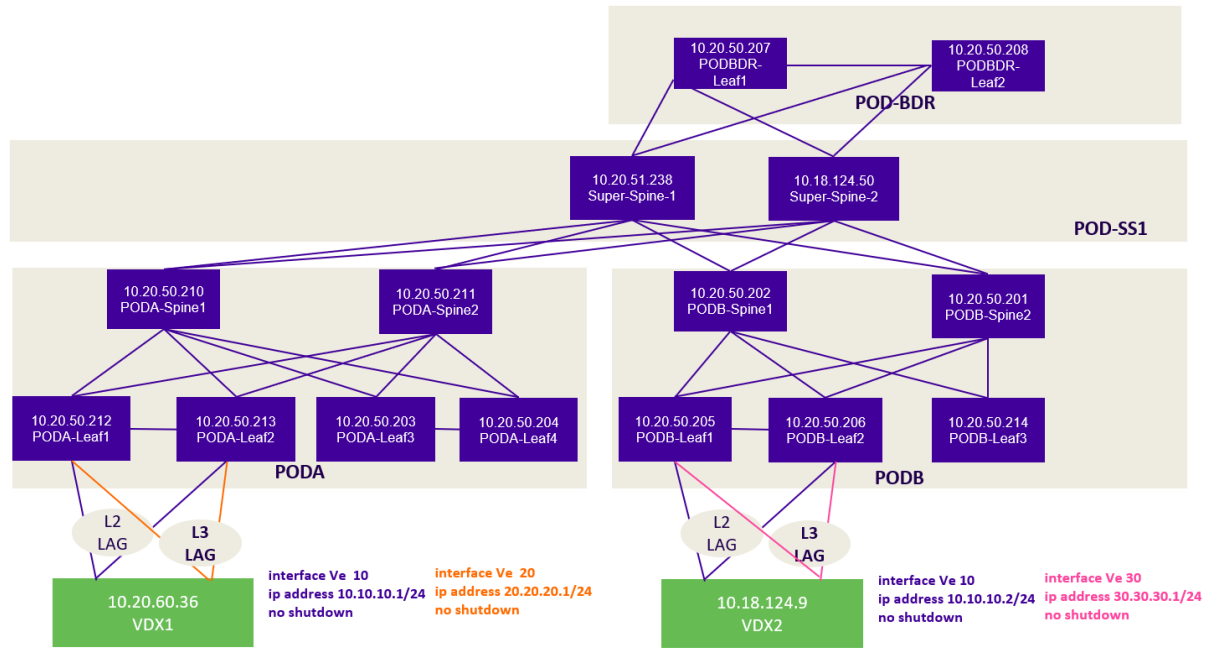 10.20.50.207
PODBDR-
Leaf1
10.20.50.208
PODBDR-
Leaf2
POD-BDR
10.20.51.238
Super-Spine-1
10.18.124.50
Super-Spine-2
POD-SS1
10.20.50.210
PODA-Spine1
10.20.50.211
PODA-Spine2
10.20.50.202
PODB-Spine1
10.20.50.201
PODB-Spine2
10.20.50.212
PODA-Leaf1
10.20.50.213
PODA-Leaf2
10.20.50.203
PODA-Leaf3
10.20.50.204
PODA-Leaf4
10.20.50.205
PODB-Leaf1
10.20.50.206
PODB-Leaf2
10.20.50.214
PODB-Leaf3
PODA
PODB
L2
LAG
L3
LAG
L2
LAG
L3
LAG
10.20.60.36
VDX1
interface Ve 10
ip address 10.10.10.1/24
no shutdown
interface Ve 20
ip address 20.20.20.1/24
no shutdown
10.18.124.9
VDX2
interface Ve 10
ip address 10.10.10.2/24
no shutdown
interface Ve 30
ip address 30.30.30.1/24
no shutdown